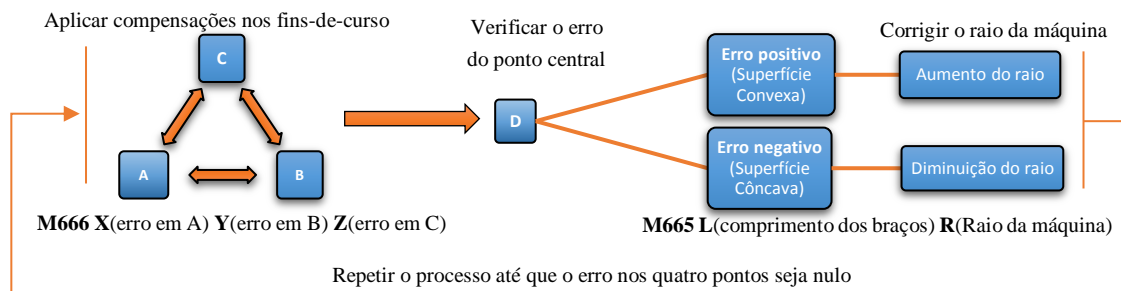 Aplicar compensações nos fins-de-curso
C
A
B
M666 X(erro em A) Y(erro em B) Z(erro em C)
Verificar o erro
do ponto central
D
Erro positivo
(Superfície
Convexa)
Erro negativo
(Superfície
Côncava)
Corrigir o raio da máquina
Aumento do raio
Diminuição do raio
M665 L(comprimento dos braços) R(Raio da máquina)
Repetir o processo até que o erro nos quatro pontos seja nulo